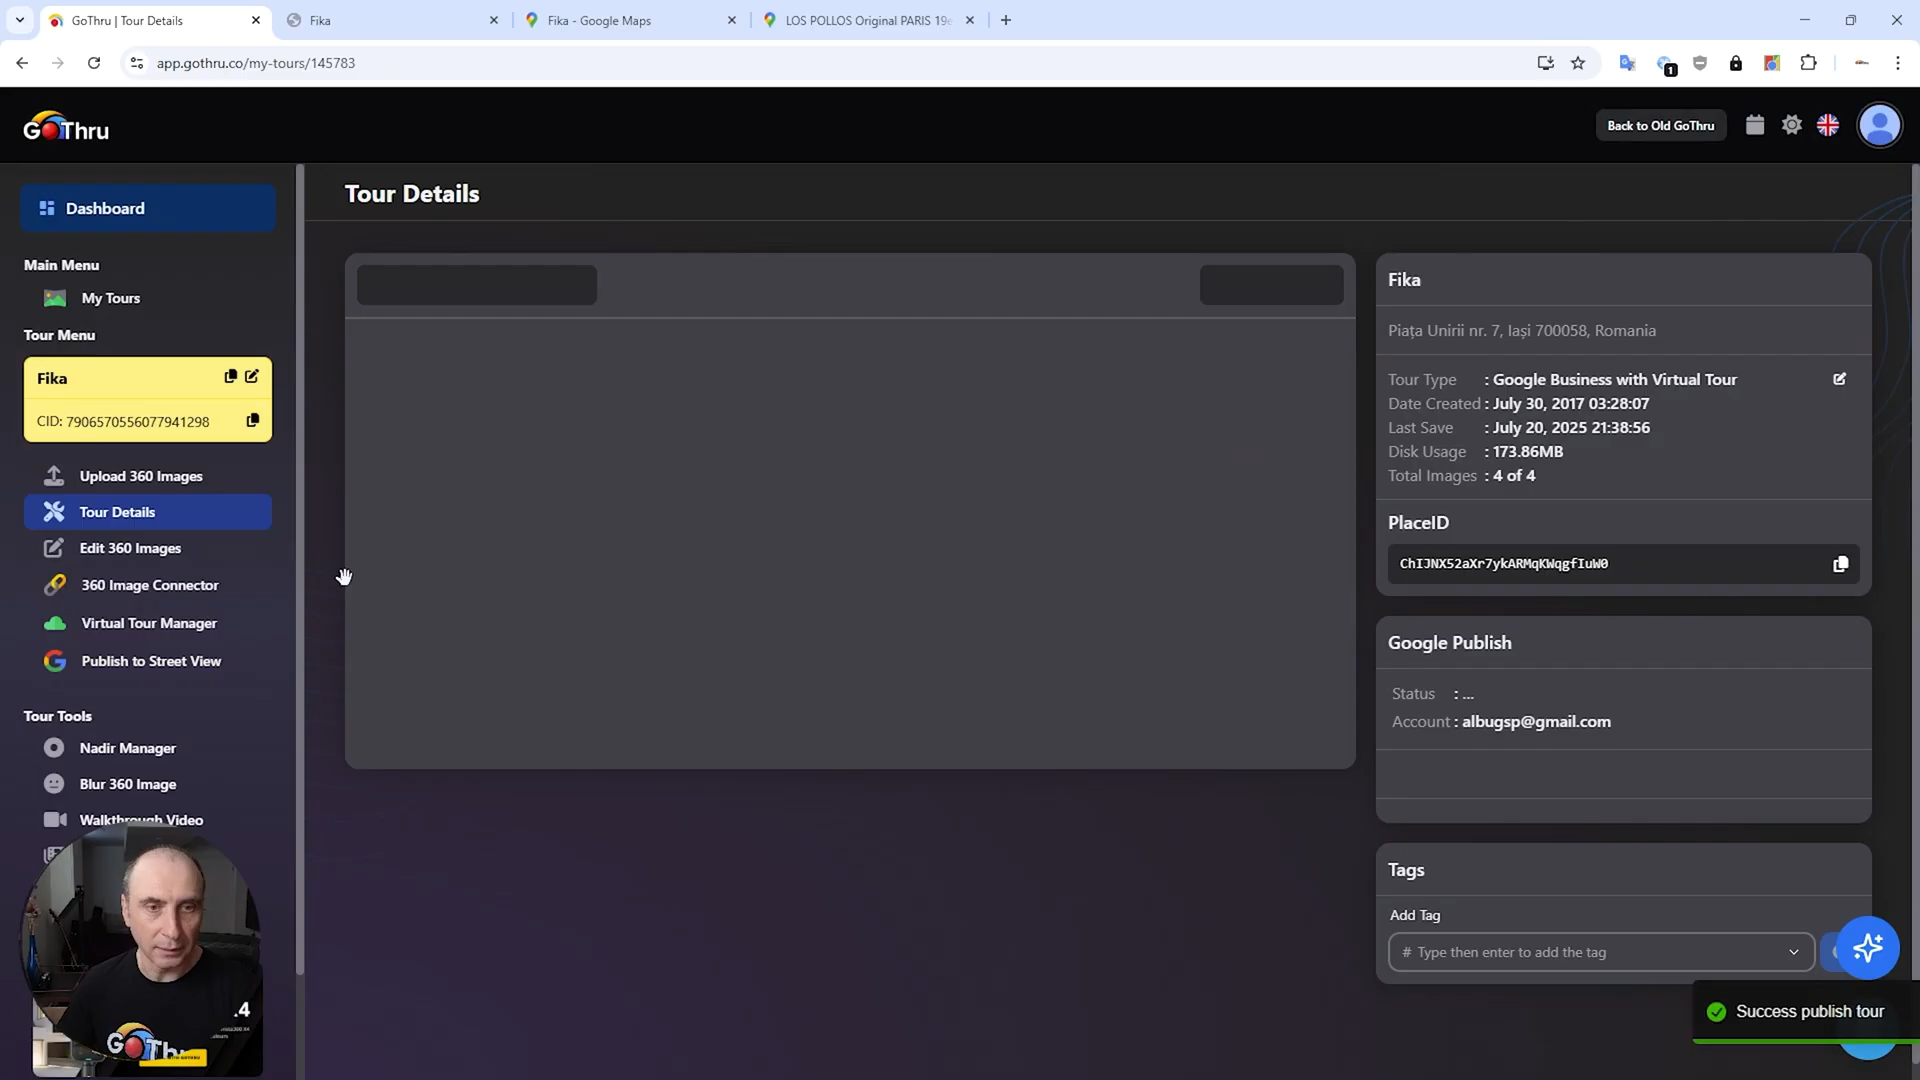 GoThru | Tour Details
Fika
Fika - Google Maps
LOS POLLOS Original PARIS 19e
app.gothru.co/my-tours/145783
1
GoThru
Back to Old GoThru
Dashboard
Tour Details
Main Menu
My Tours
Tour Menu
Fika
CID: 7906570556077941298
Upload 360 Images
Tour Details
Edit 360 Images
360 Image Connector
Virtual Tour Manager
Publish to Street View
Tour Tools
Nadir Manager
Blur 360 Image
Walkthrough Video
.4
GoThru
Fika
Piața Unirii nr. 7, Iași 700058, Romania
Tour Type : Google Business with Virtual Tour
Date Created : July 30, 2017 03:28:07
Last Save : July 20, 2025 21:38:56
Disk Usage : 173.86MB
Total Images : 4 of 4
PlaceID
ChIJNX52aXr7ykARMqKWqgfIuW0
Google Publish
Status : ...
Account : albugsp@gmail.com
Tags
Add Tag
# Type then enter to add the tag
Success publish tour